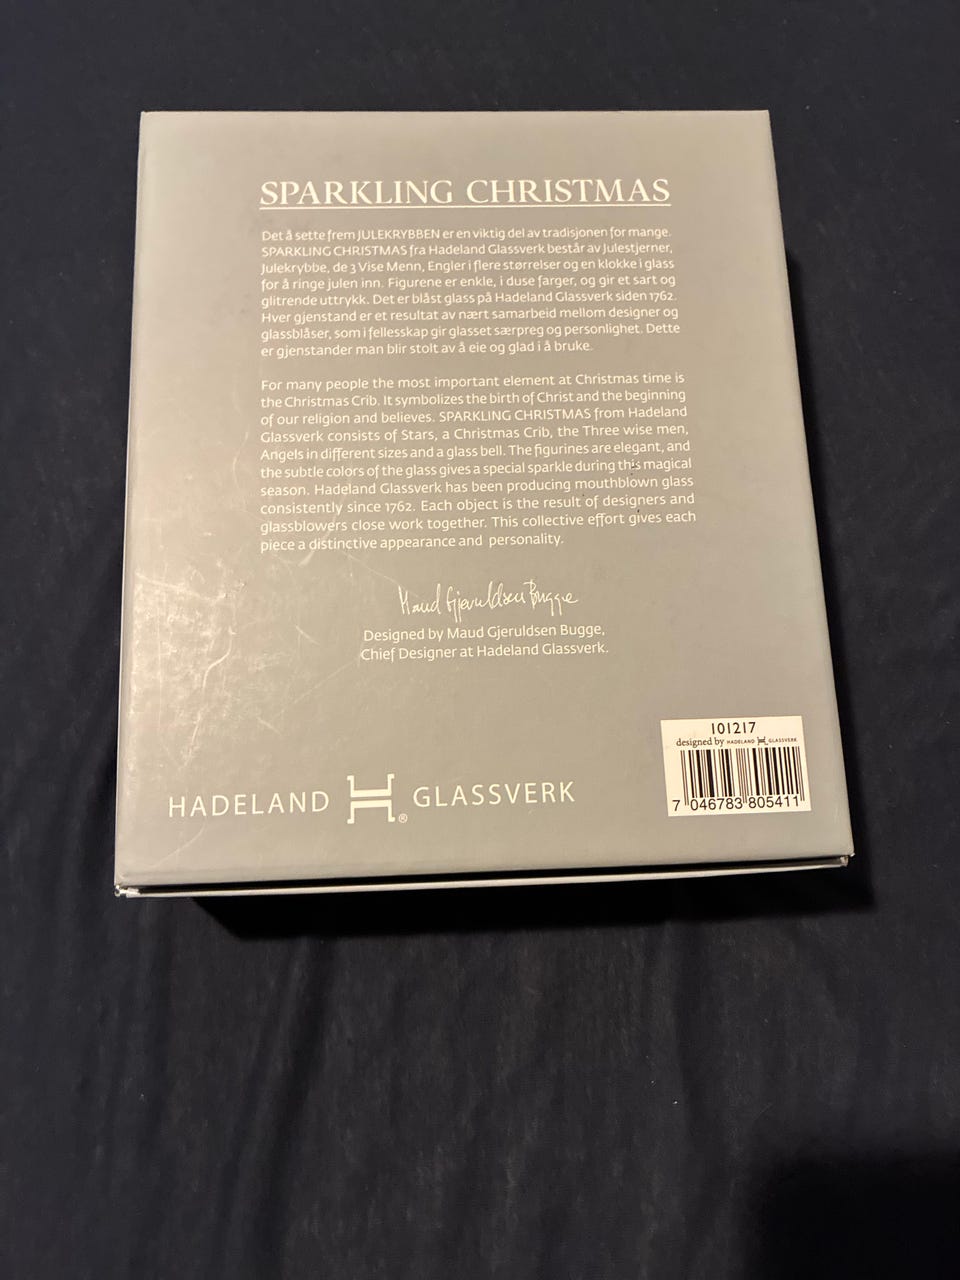 SPARKLING CHRISTMAS
Det å sette frem JULEKRYBBEN er en viktig del av tradisjonen for mange.
SPARKLING CHRISTMAS fra Hadeland Glassverk består av Julestjerner,
Julekrybbe, de 3 Vise Menn, Engler i flere størrelser og en klokke i glass
for å ringe julen inn. Figurene er enkle, i duse farger, og gir et sart og
glitrende uttrykk. Det er blåst glass på Hadeland Glassverk siden 1762.
Hver gjenstand er et resultat av nært samarbeid mellom designer og
glassblåser, som i fellesskap gir glasset særpreg og personlighet. Dette
er gjenstander man blir stolt av å eie og glad i å bruke.
For many people the most important element at Christmas time is
the Christmas Crib. It symbolizes the birth of Christ and the beginning
of our religion and believes. SPARKLING CHRISTMAS from Hadeland
Glassverk consists of Stars, a Christmas Crib, the Three wise men,
Angels in different sizes and a glass bell. The figurines are elegant, and
the subtle colors of the glass gives a special sparkle during this magical
season. Hadeland Glassverk has been producing mouthblown glass
consistently since 1762. Each object is the result of designers and
glassblowers close work together. This collective effort gives each
piece a distinctive appearance and personality.
Maud Gjeruldsen Bugge
Designed by Maud Gjeruldsen Bugge,
Chief Designer at Hadeland Glassverk.
101217
designed by HADELAND GLASSVERK
7 046783 805411
HADELAND GLASSVERK ®